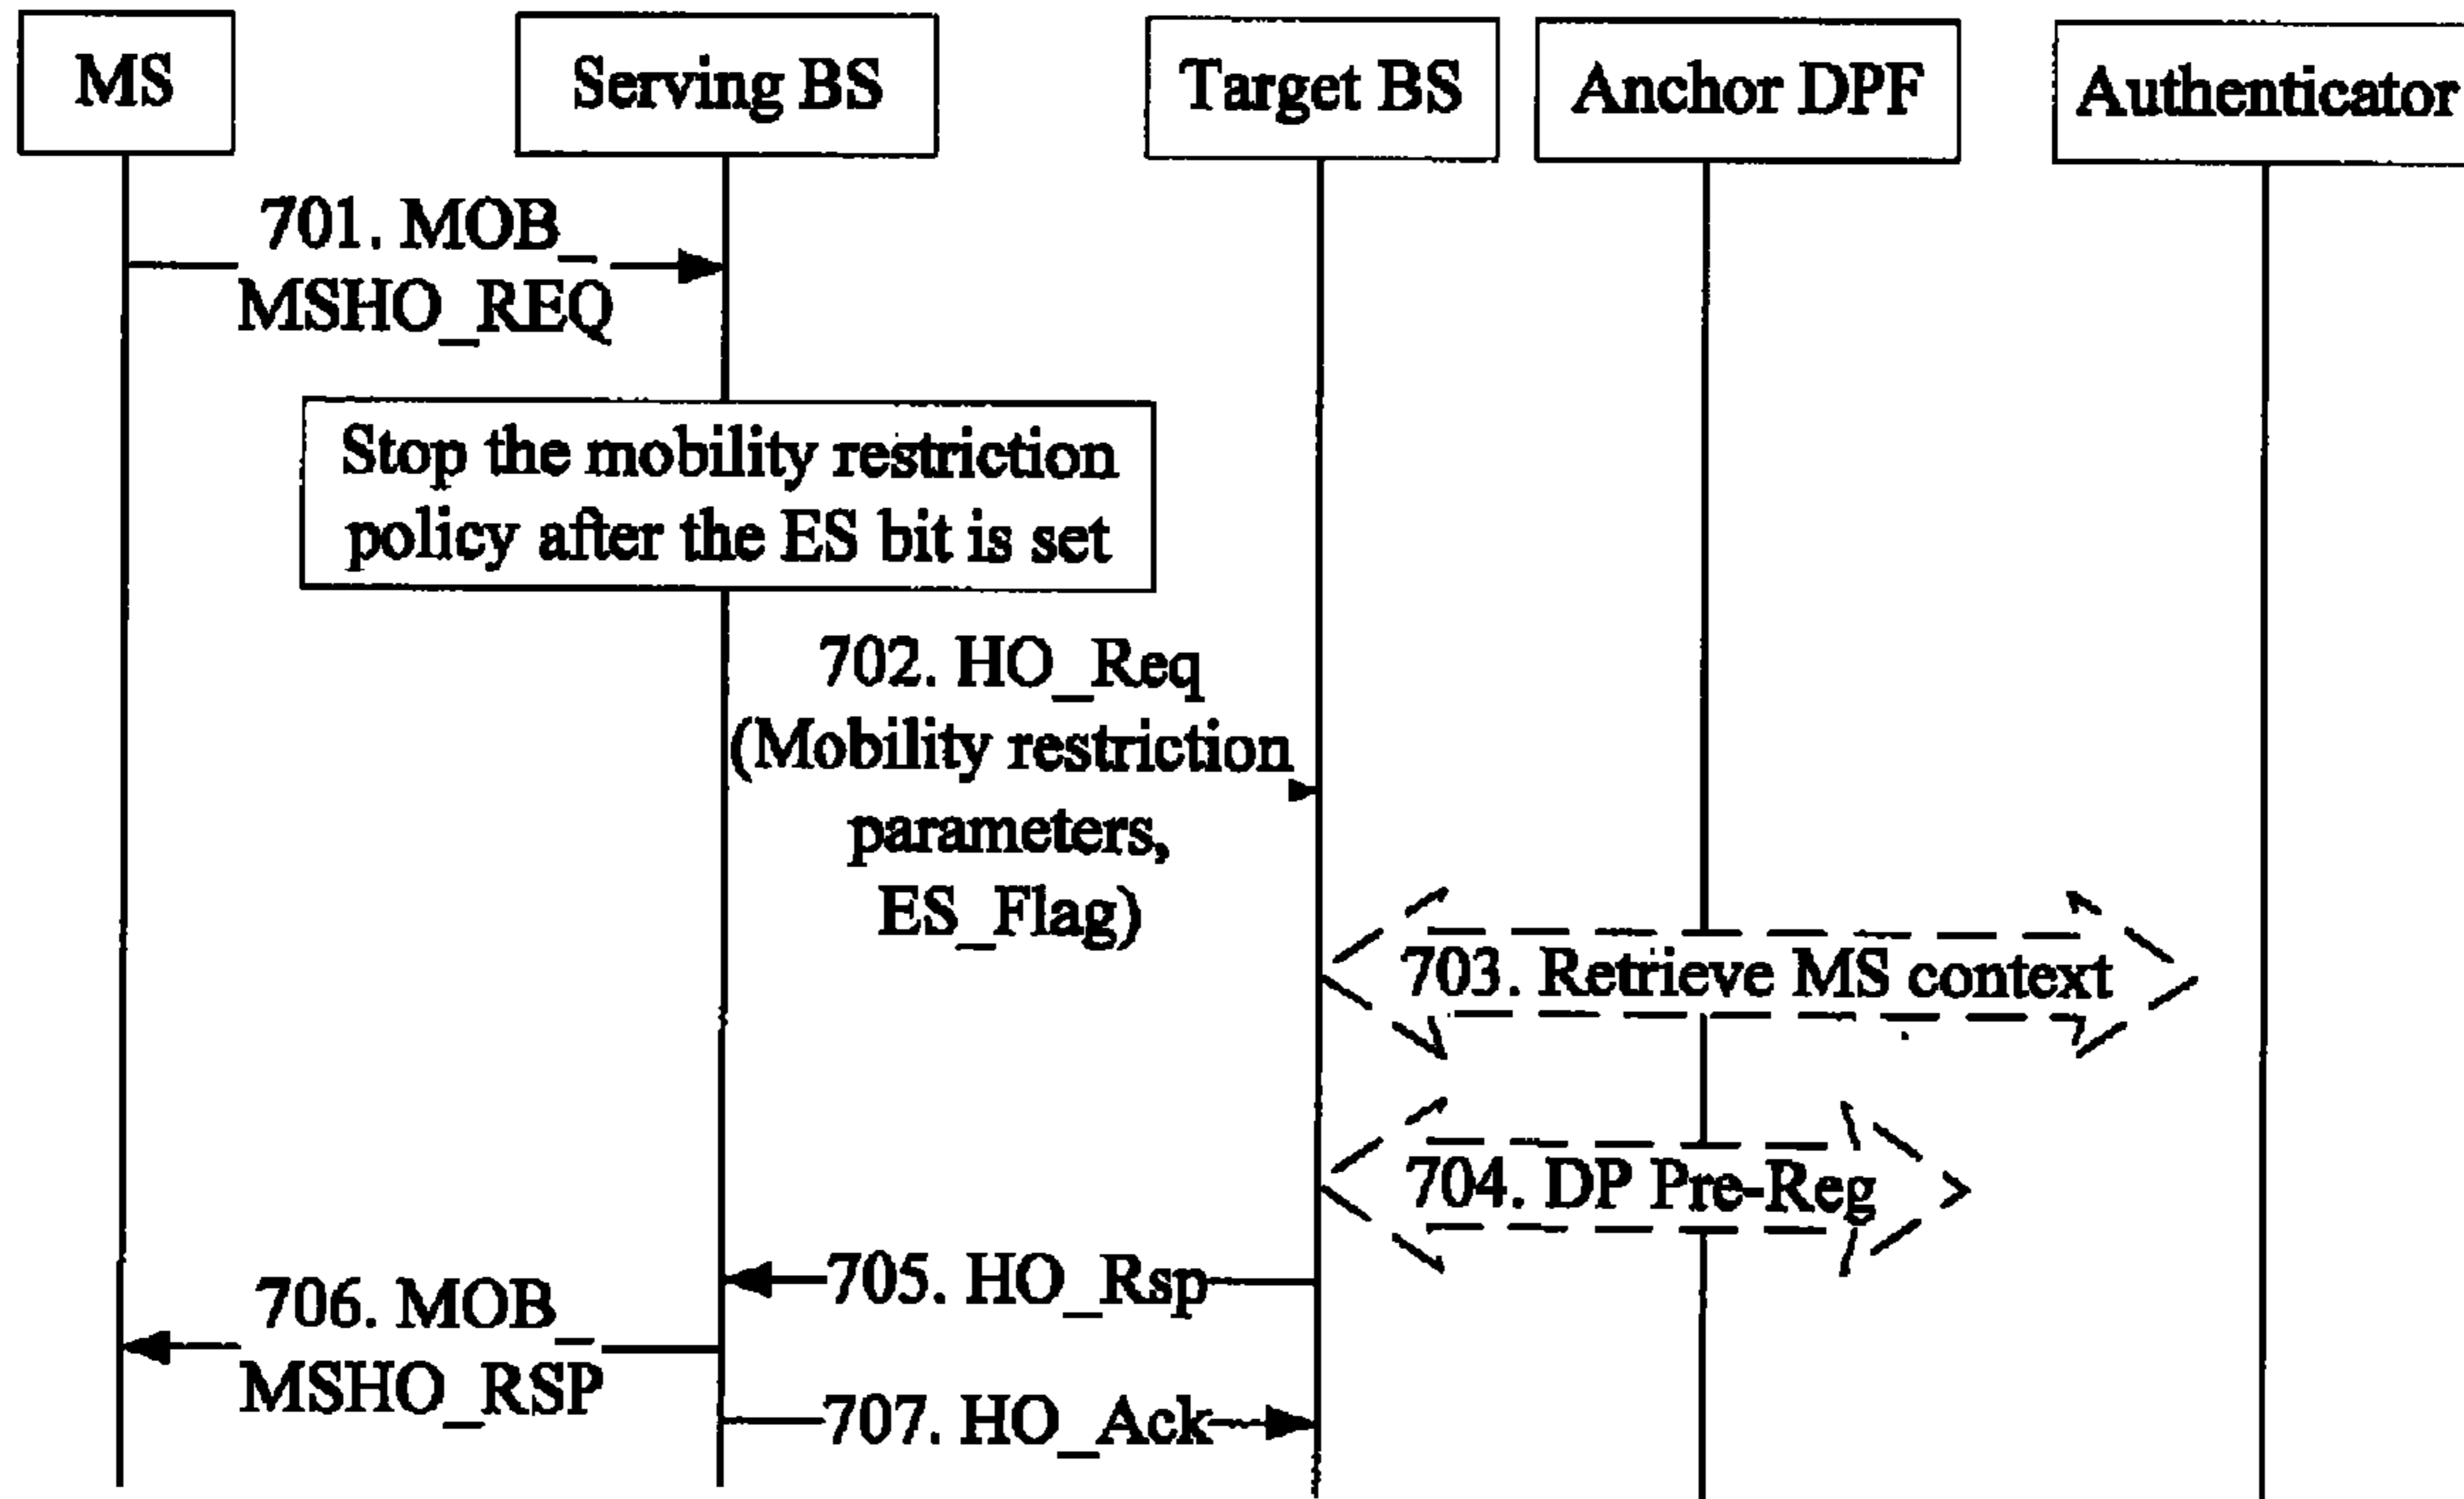 MS
Serving BS
Target BS
Anchor DPF
Authenticator
701. MOB_
MSHO_REQ
Stop the mobility restriction
policy after the ES bit is set
702. HO_Req
(Mobility restriction
parameters,
ES_Flag)
703. Retrieve MS context
704. DP Pre-Reg
705. HO_Rsp
706. MOB_
MSHO_RSP
707. HO_Ack